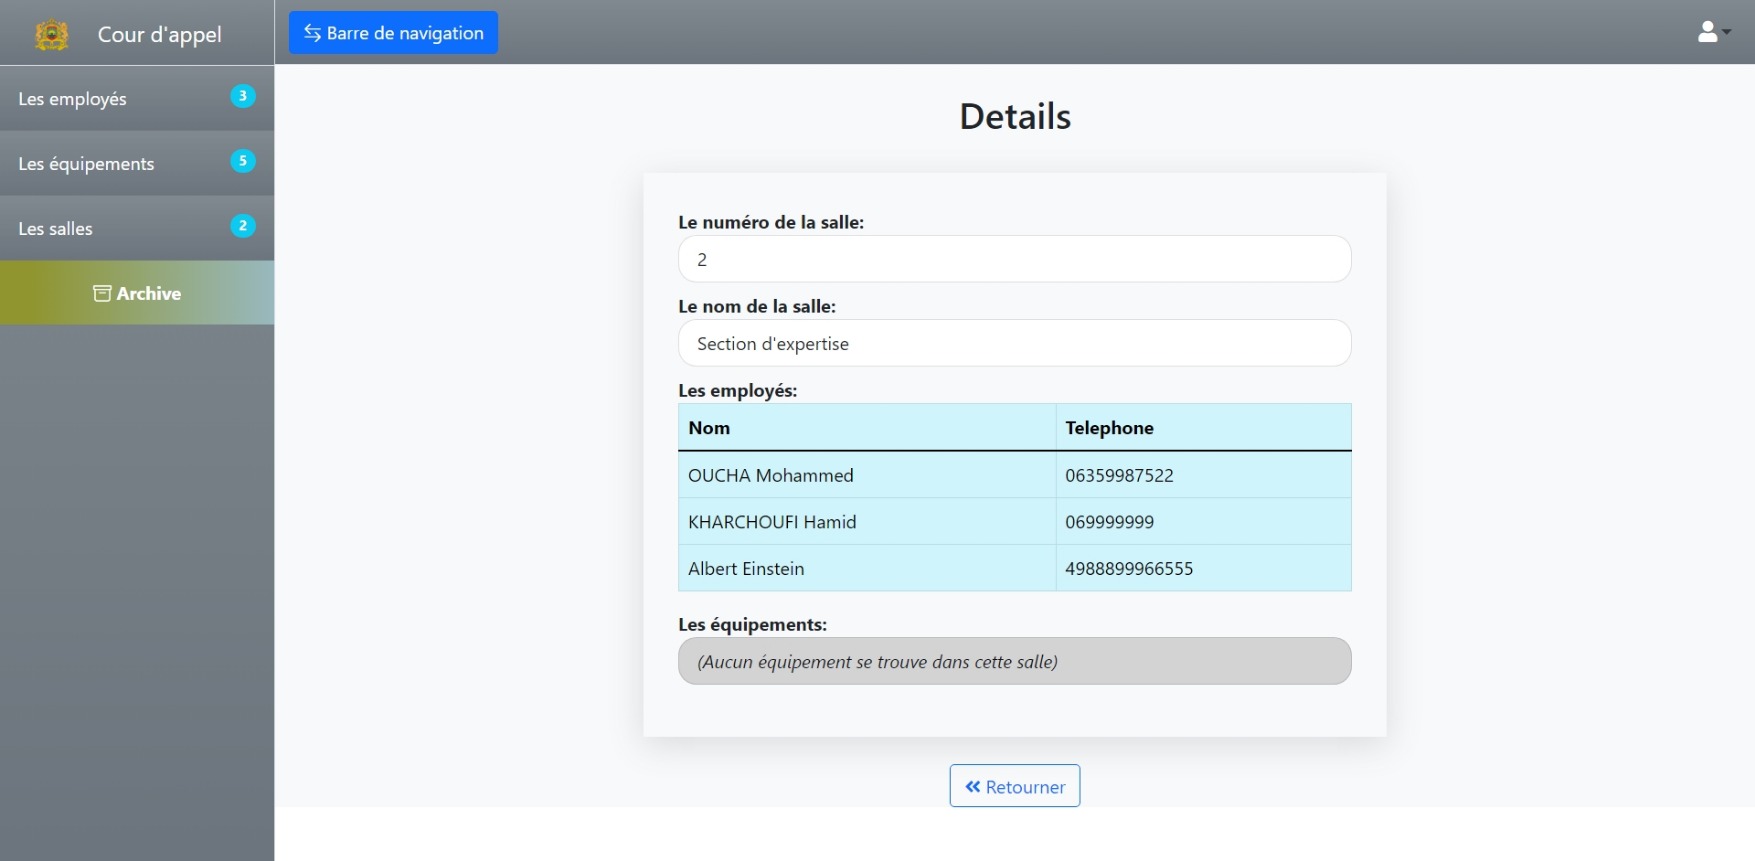 Cour d'appel
Barre de navigation
Les employés 3
Les équipements 5
Les salles 2
Archive
Details
Le numéro de la salle:
2
Le nom de la salle:
Section d'expertise
Les employés:
Nom Telephone
OUCHA Mohammed 06359987522
KHARCHOUFI Hamid 069999999
Albert Einstein 4988899966555
Les équipements:
(Aucun équipement se trouve dans cette salle)
Retourner